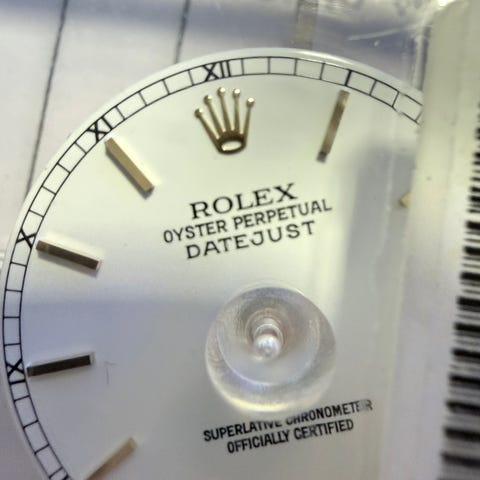 XII
XI
X
IX
I
ROLEX
OYSTER PERPETUAL
DATEJUST
SUPERLATIVE CHRONOMETER
OFFICIALLY CERTIFIED